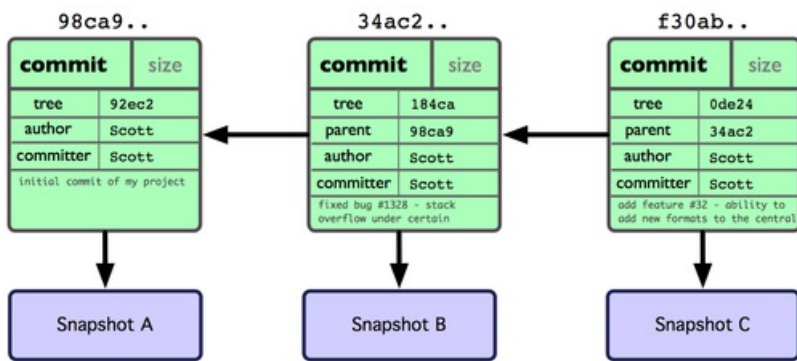 98ca9..
34ac2..
f30ab..
commit size
tree 92ec2
author Scott
committer Scott
initial commit of my project
commit size
tree 184ca
parent 98ca9
author Scott
committer Scott
fixed bug #1328 - stack
overflow under certain
commit size
tree 0de24
parent 34ac2
author Scott
committer Scott
add feature #32 - ability to
add new formats to the central
Snapshot A
Snapshot B
Snapshot C